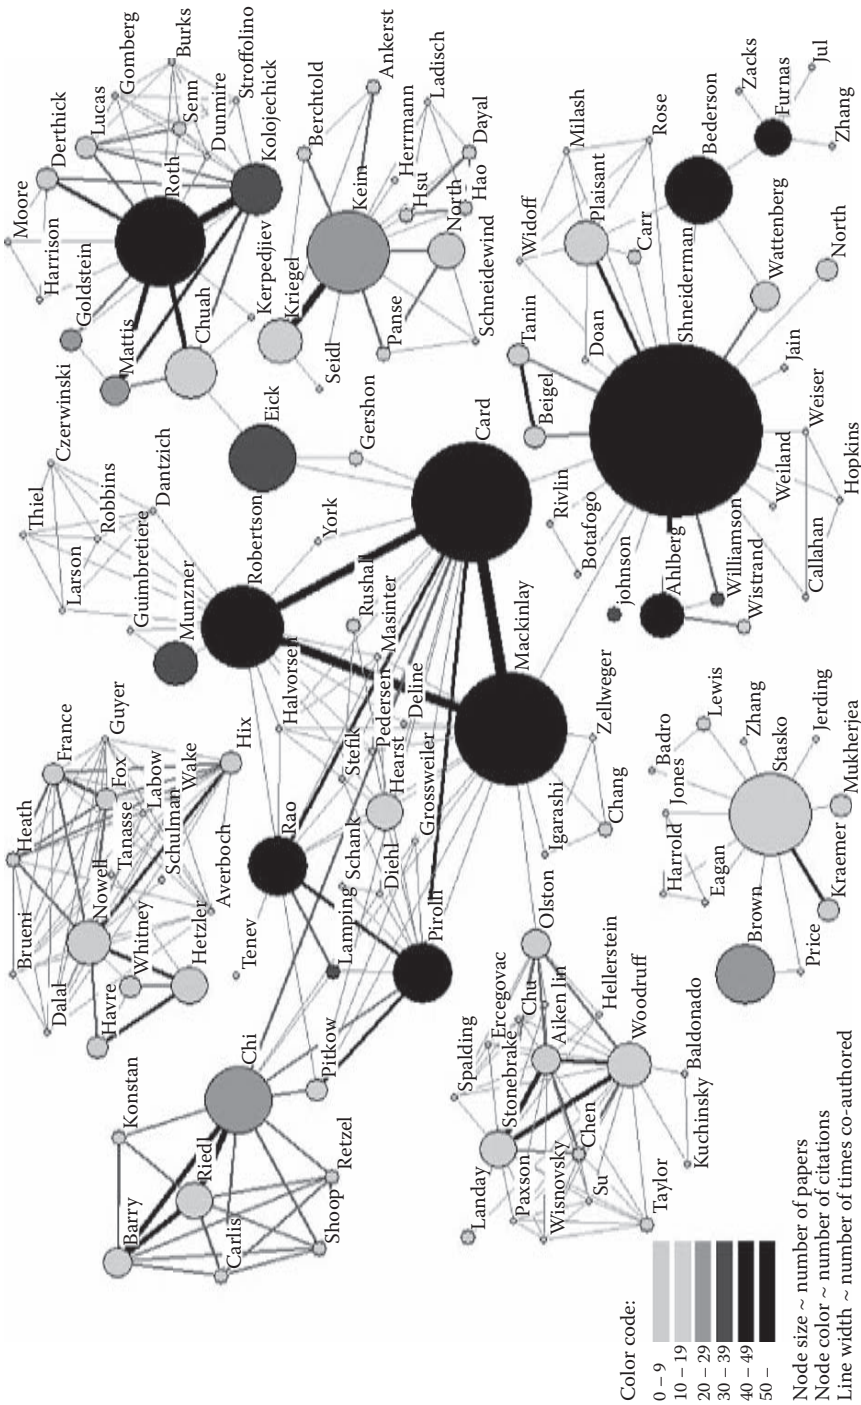 Dalal
Brueni
Heath
France
Guyer
Fox
Nowell
Tanasse
Labow
Schulman
Wake
Hix
Havre
Whitney
Hetzler
Averboch
Tenev
Larson
Thiel
Czerwinski
Robbins
Dantzich
Guimbretiere
Munzner
Robertson
York
Harrison
Moore
Derthick
Lucas
Gomberg
Burks
Senn
Dunmire
Stroffolino
Kolojechick
Roth
Goldstein
Mattis
Chuah
Kerpedjiev
Eick
Gershon
Barry
Konstan
Riedl
Carlis
Chi
Shoop
Retzel
Pitkow
Rao
Halvorsen
Lamping
Schank
Stefik
Rushall
Masinter
Pedersen
Hearst
Deline
Diehl
Grossweiler
Pirolli
Card
Mackinlay
Kriegel
Seidl
Berchtold
Ankerst
Keim
Herrmann
Ladisch
Hsu
Dayal
Hao
North
Panse
Schneidewind
Landay
Spalding
Ercegovac
Stonebrake
Chu
Olston
Aiken lin
Paxson
Wisnovsky
Chen
Su
Hellerstein
Woodruff
Taylor
Kuchinsky
Baldonado
Igarashi
Chang
Zellweger
Tanin
Beigel
Widoff
Milash
Plaisant
Rose
Carr
Doan
Rivlin
Botafogo
johnson
Ahlberg
Williamson
Wistrand
Shneiderman
Bederson
Zacks
Furnas
Jul
Zhang
Wattenberg
North
Jain
Weiland
Weiser
Callahan
Hopkins
Harrold
Jones
Badro
Lewis
Eagan
Zhang
Stasko
Jerding
Brown
Price
Kraemer
Mukherjea
Color code:
0 – 9
10 – 19
20 – 29
30 – 39
40 – 49
50 –
Node size ~ number of papers
Node color ~ number of citations
Line width ~ number of times co-authored